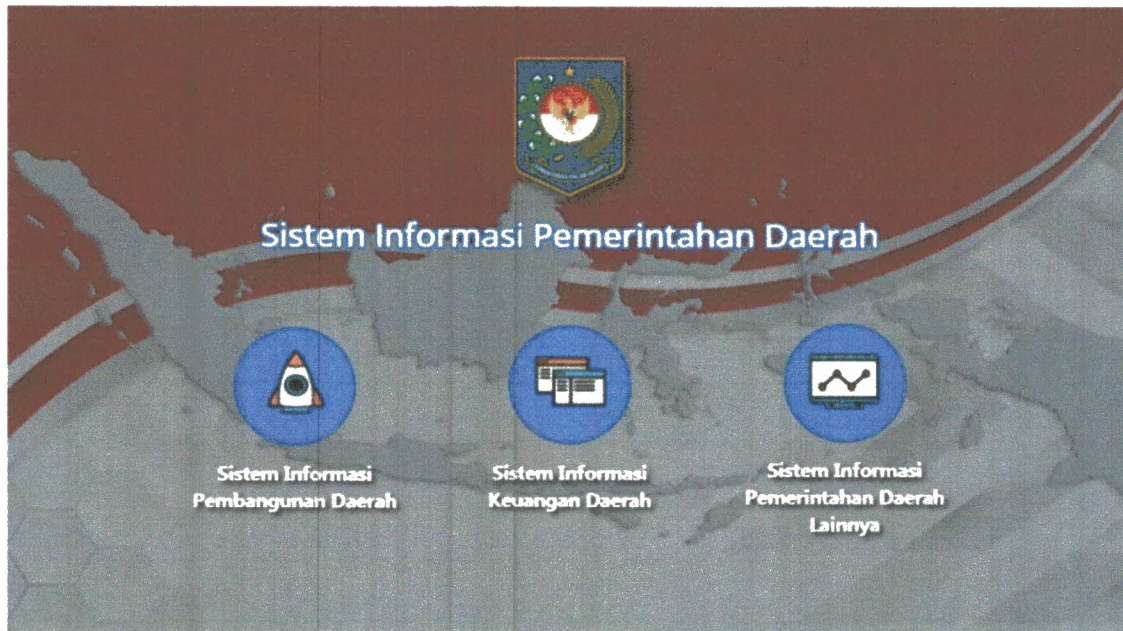 Sistem Informasi Pemerintahan Daerah
Sistem Informasi
Pembangunan Daerah
Sistem Informasi
Keuangan Daerah
Sistem Informasi
Pemerintahan Daerah
Lainnya